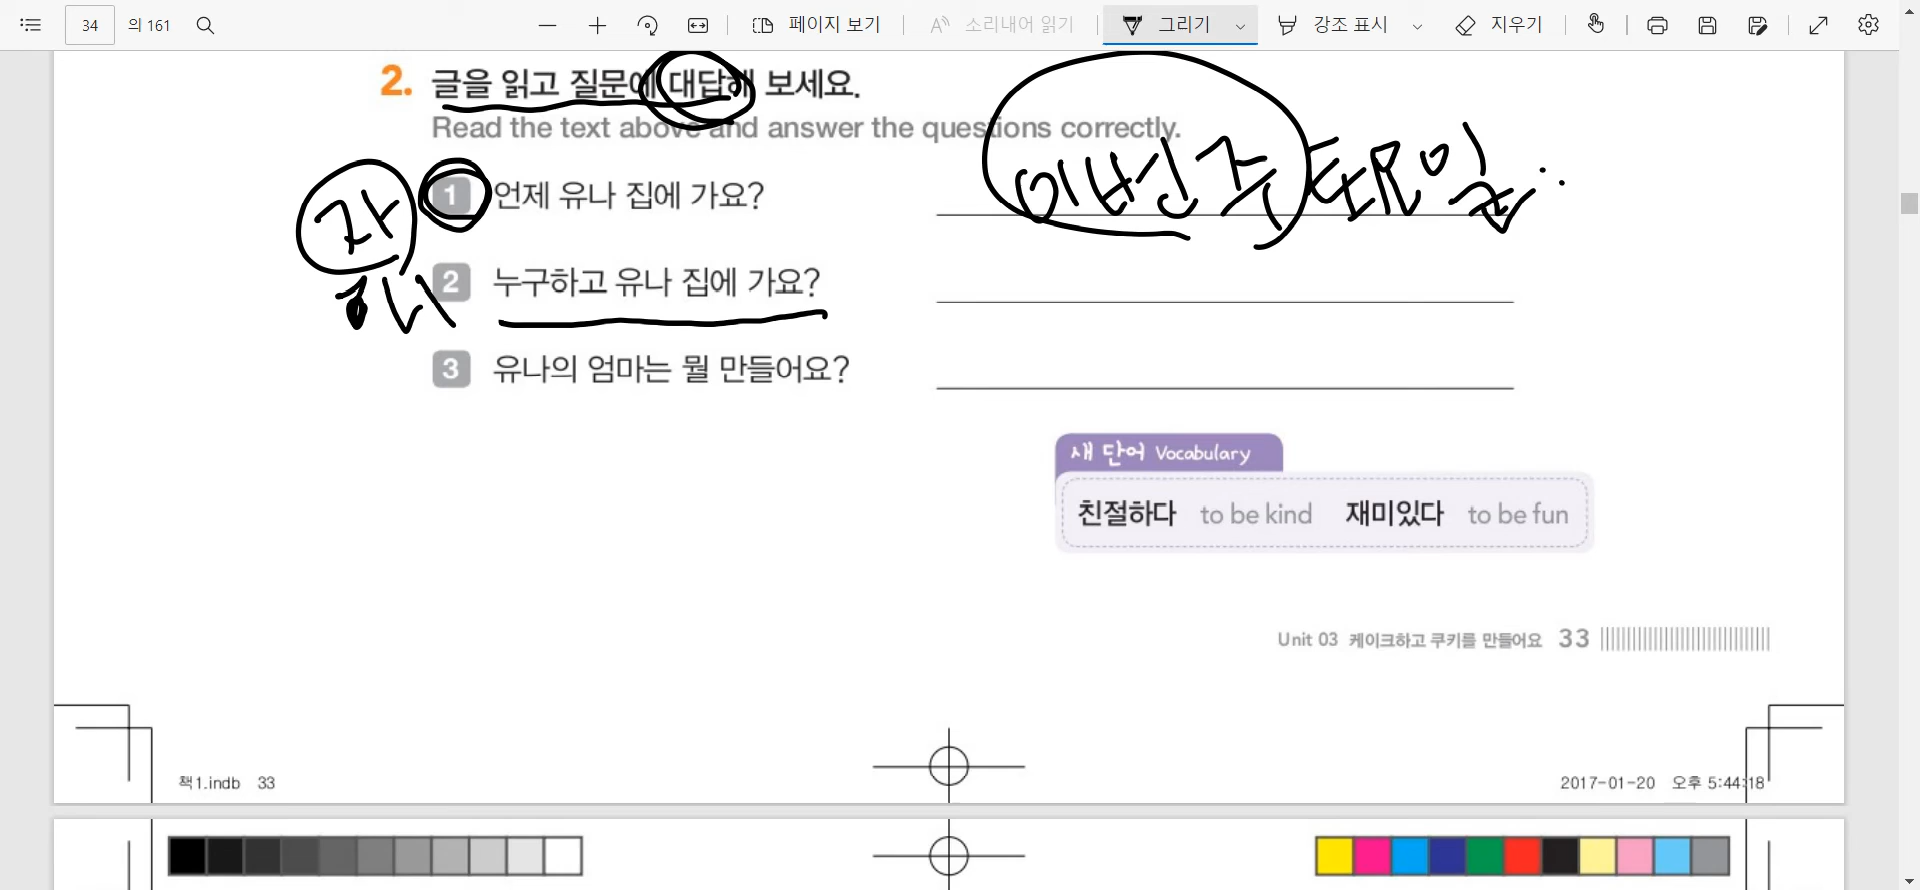 34 의 161 페이지 보기 소리내어 읽기 그리기 강조 표시 지우기
2. 글을 읽고 질문에 대답해 보세요.
Read the text above and answer the questions correctly.
1 언제 유나 집에 가요? 이번 주 토요일
자
하나
2 누구하고 유나 집에 가요?
3 유나의 엄마는 뭘 만들어요?
새 단어 Vocabulary
친절하다 to be kind 재미있다 to be fun
Unit 03 케이크하고 쿠키를 만들어요 33
책1.indb 33 2017-01-20 오후 5:44:18